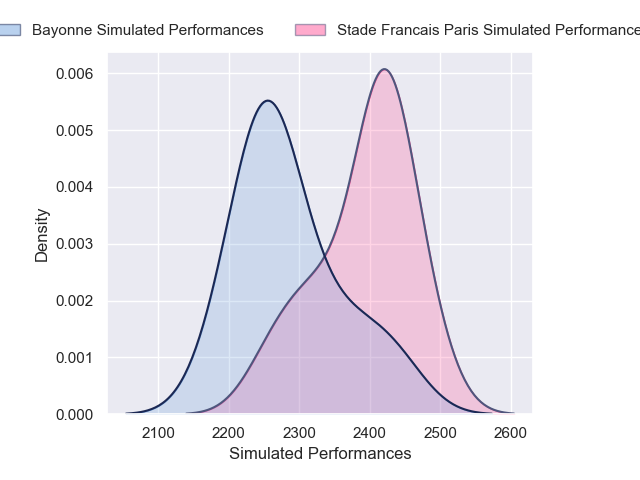 Bayonne Simulated Performances Stade Francais Paris Simulated Performance
0.006
0.005
0.004
0.003
0.002
0.001
0.000
Density
2100 2200 2300 2400 2500 2600
Simulated Performances